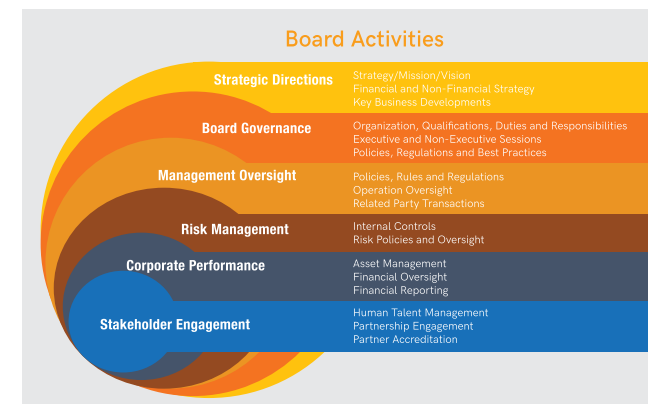 Board Activities
Strategic Directions
Strategy/Mission/Vision
Financial and Non-Financial Strategy
Key Business Developments
Board Governance
Organization, Qualifications, Duties and Responsibilities
Executive and Non-Executive Sessions
Policies, Regulations and Best Practices
Management Oversight
Policies, Rules and Regulations
Operation Oversight
Related Party Transactions
Risk Management
Internal Controls
Risk Policies and Oversight
Corporate Performance
Asset Management
Financial Oversight
Financial Reporting
Stakeholder Engagement
Human Talent Management
Partnership Engagement
Partner Accreditation